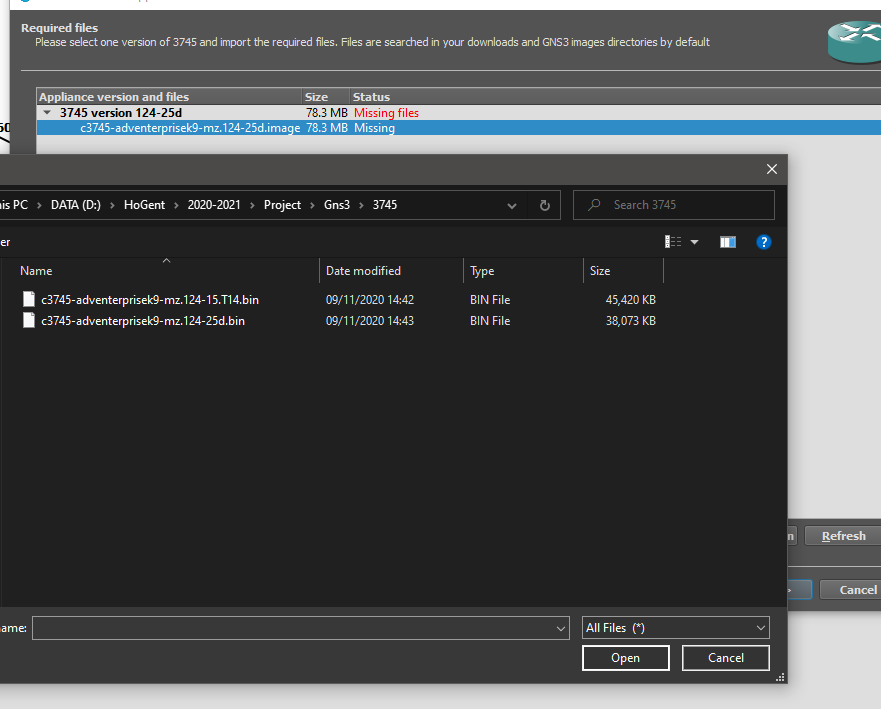 Required files
Please select one version of 3745 and import the required files. Files are searched in your downloads and GNS3 images directories by default
Appliance version and files Size Status
3745 version 124-25d 78.3 MB Missing files
c3745-adventerprisek9-mz.124-25d.image 78.3 MB Missing
PC > DATA (D:) > HoGent > 2020-2021 > Project > Gns3 > 3745
Search 3745
er
Name Date modified Type Size
c3745-adventerprisek9-mz.124-15.T14.bin 09/11/2020 14:42 BIN File 45,420 KB
c3745-adventerprisek9-mz.124-25d.bin 09/11/2020 14:43 BIN File 38,073 KB
Refresh
Cancel
ame:
All Files (*)
Open Cancel